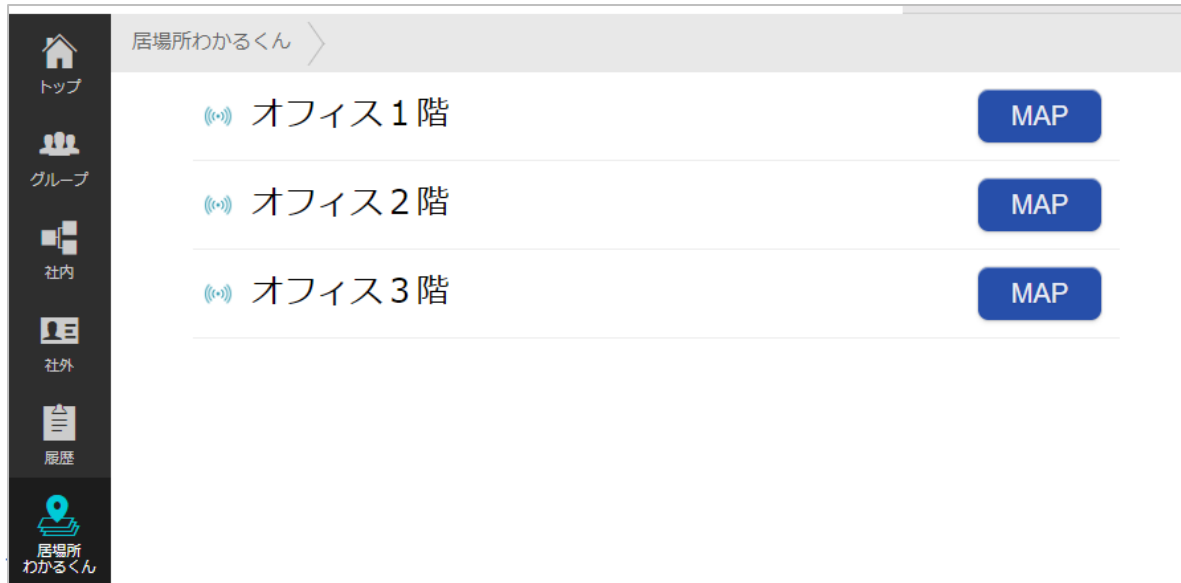 居場所わかるくん
トップ
グループ
社内
社外
履歴
居場所
わかるくん
オフィス１階
MAP
オフィス２階
MAP
オフィス３階
MAP